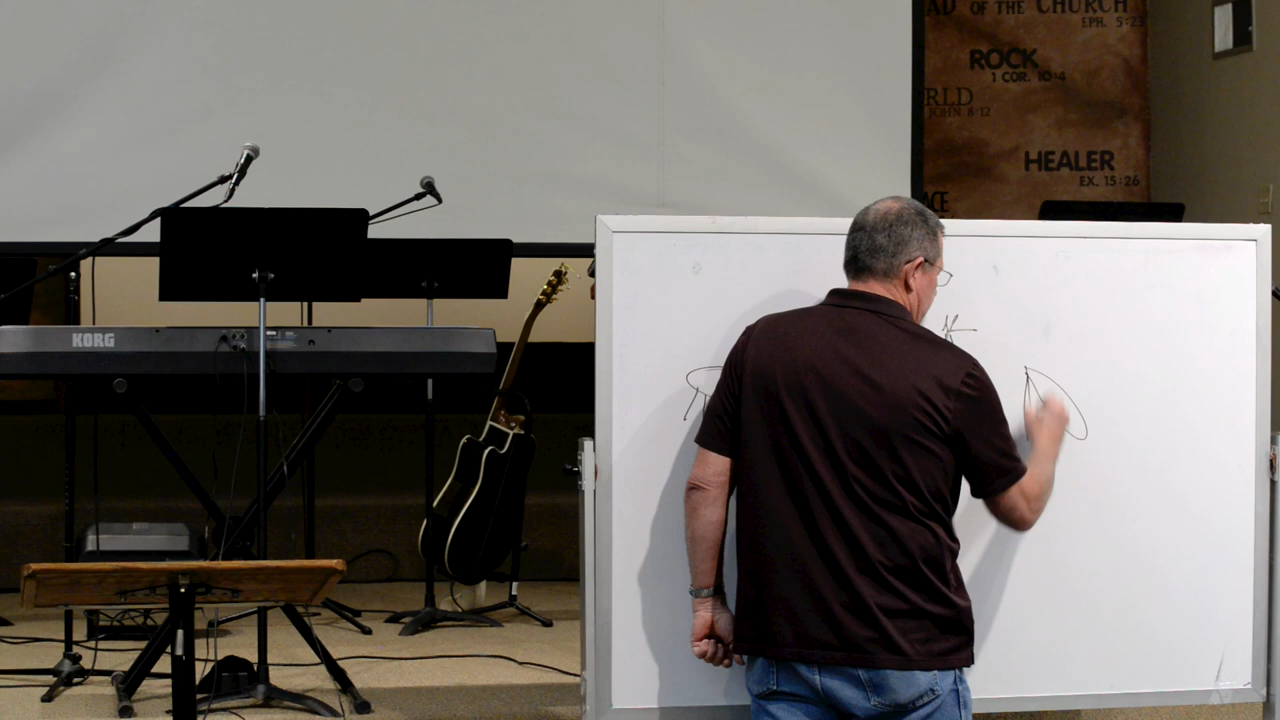 AD OF THE CHURCH
EPH. 5:23
ROCK
1 COR. 10:4
RLD
JOHN 8:12
HEALER
EX. 15:26
ACE
KORG